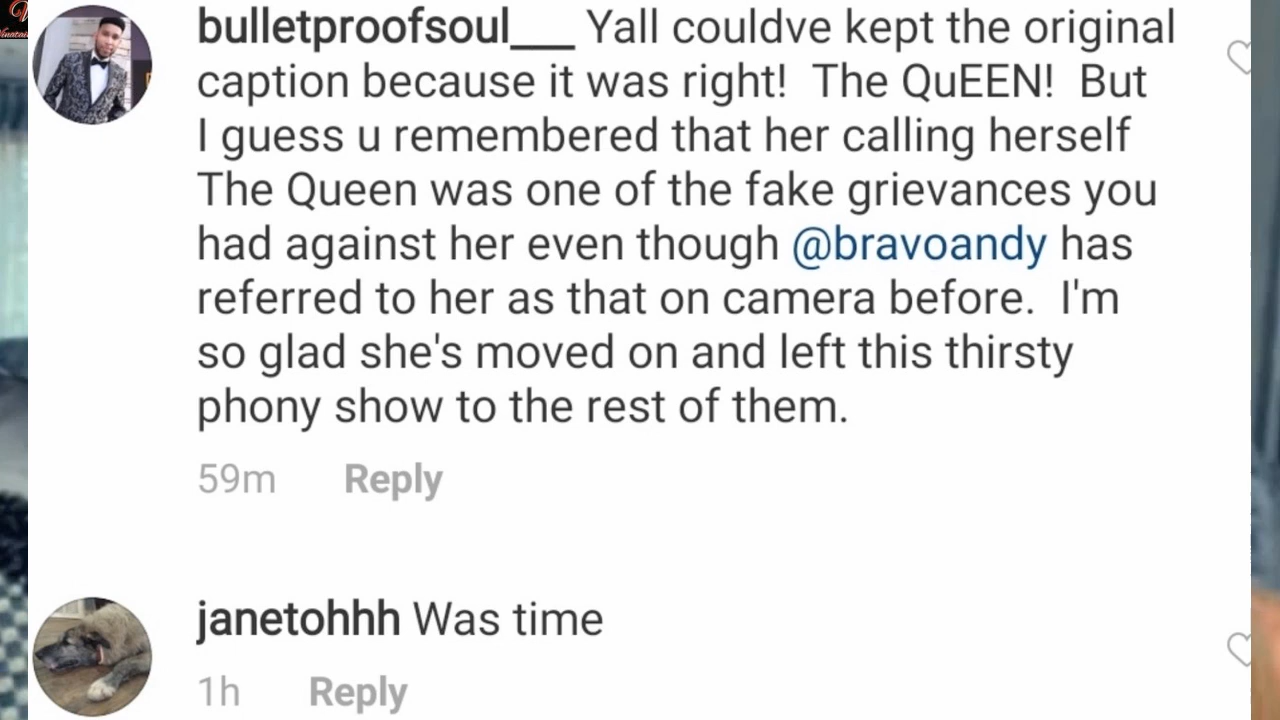 bulletproofsoul___ Yall couldve kept the original
caption because it was right!  The QuEEN!  But
I guess u remembered that her calling herself
The Queen was one of the fake grievances you
had against her even though @bravoandy has
referred to her as that on camera before.  I'm
so glad she's moved on and left this thirsty
phony show to the rest of them.
59m Reply
janetohhh Was time
1h Reply